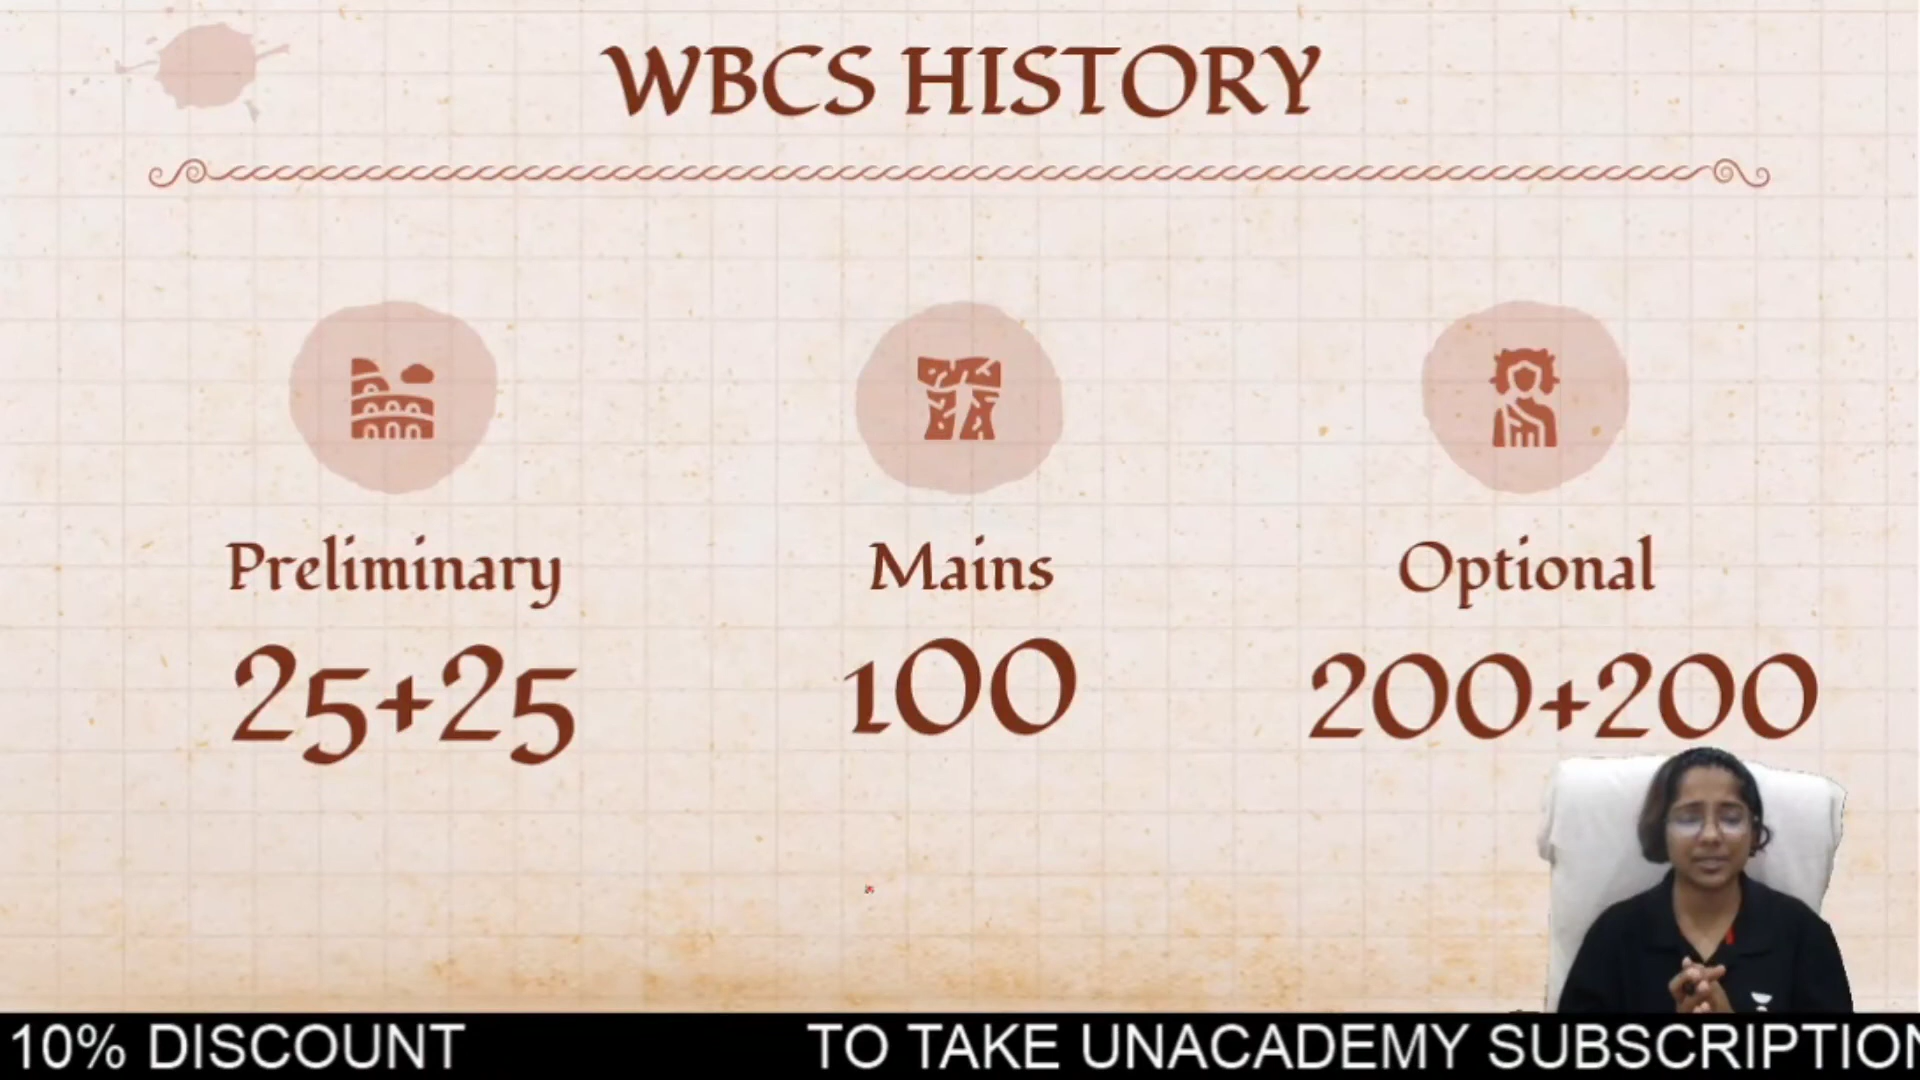 WBCS HISTORY
Preliminary
25+25
Mains
100
Optional
200+200
10% DISCOUNT TO TAKE UNACADEMY SUBSCRIPTION